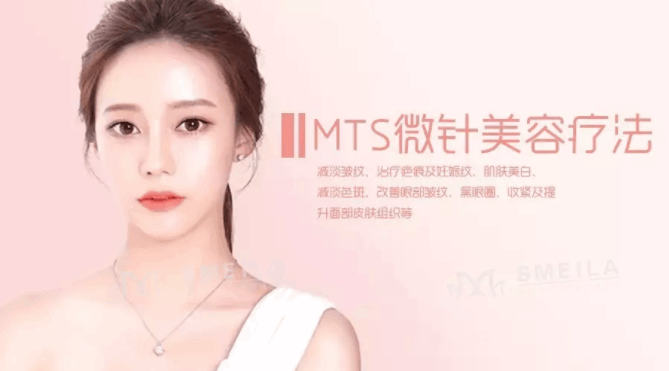 MTS微针美容疗法
减淡皱纹、治疗疤痕及妊娠纹、肌肤美白、
减淡色斑、改善眼部皱纹、黑眼圈、收紧及提
升面部皮肤组织等
SMEILA
SMEILA